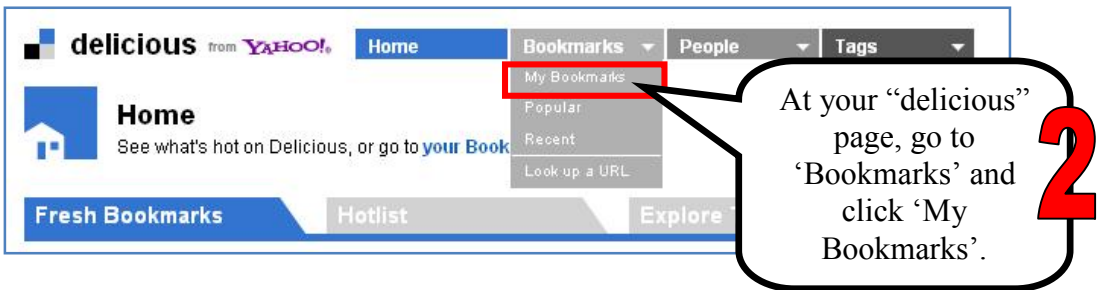 delicious from YAHOO!. Home Bookmarks People Tags
My Bookmarks
Popular
Recent
Look up a URL
Home
See what's hot on Delicious, or go to your Book
Fresh Bookmarks Hotlist Explore
At your “delicious”
page, go to
‘Bookmarks’ and
click ‘My
Bookmarks’.
2